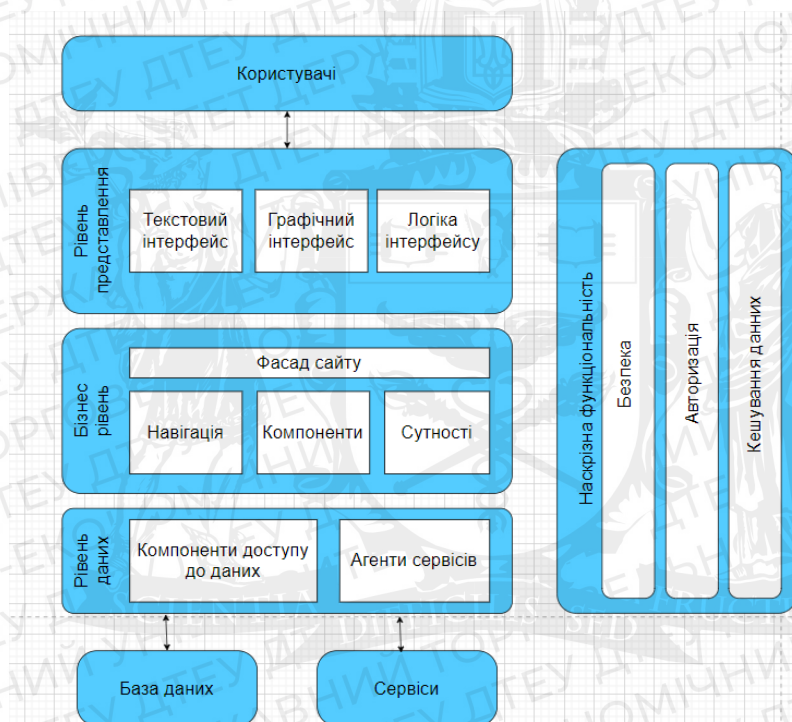 Користувачі
Рівень
представлення
Текстовий
інтерфейс
Графічний
інтерфейс
Логіка
інтерфейсу
Бізнес
рівень
Фасад сайту
Навігація
Компоненти
Сутності
Рівень
даних
Компоненти доступу
до даних
Агенти сервісів
База даних
Сервіси
Наскрізна функціональність
Безпека
Авторизація
Кешування данних